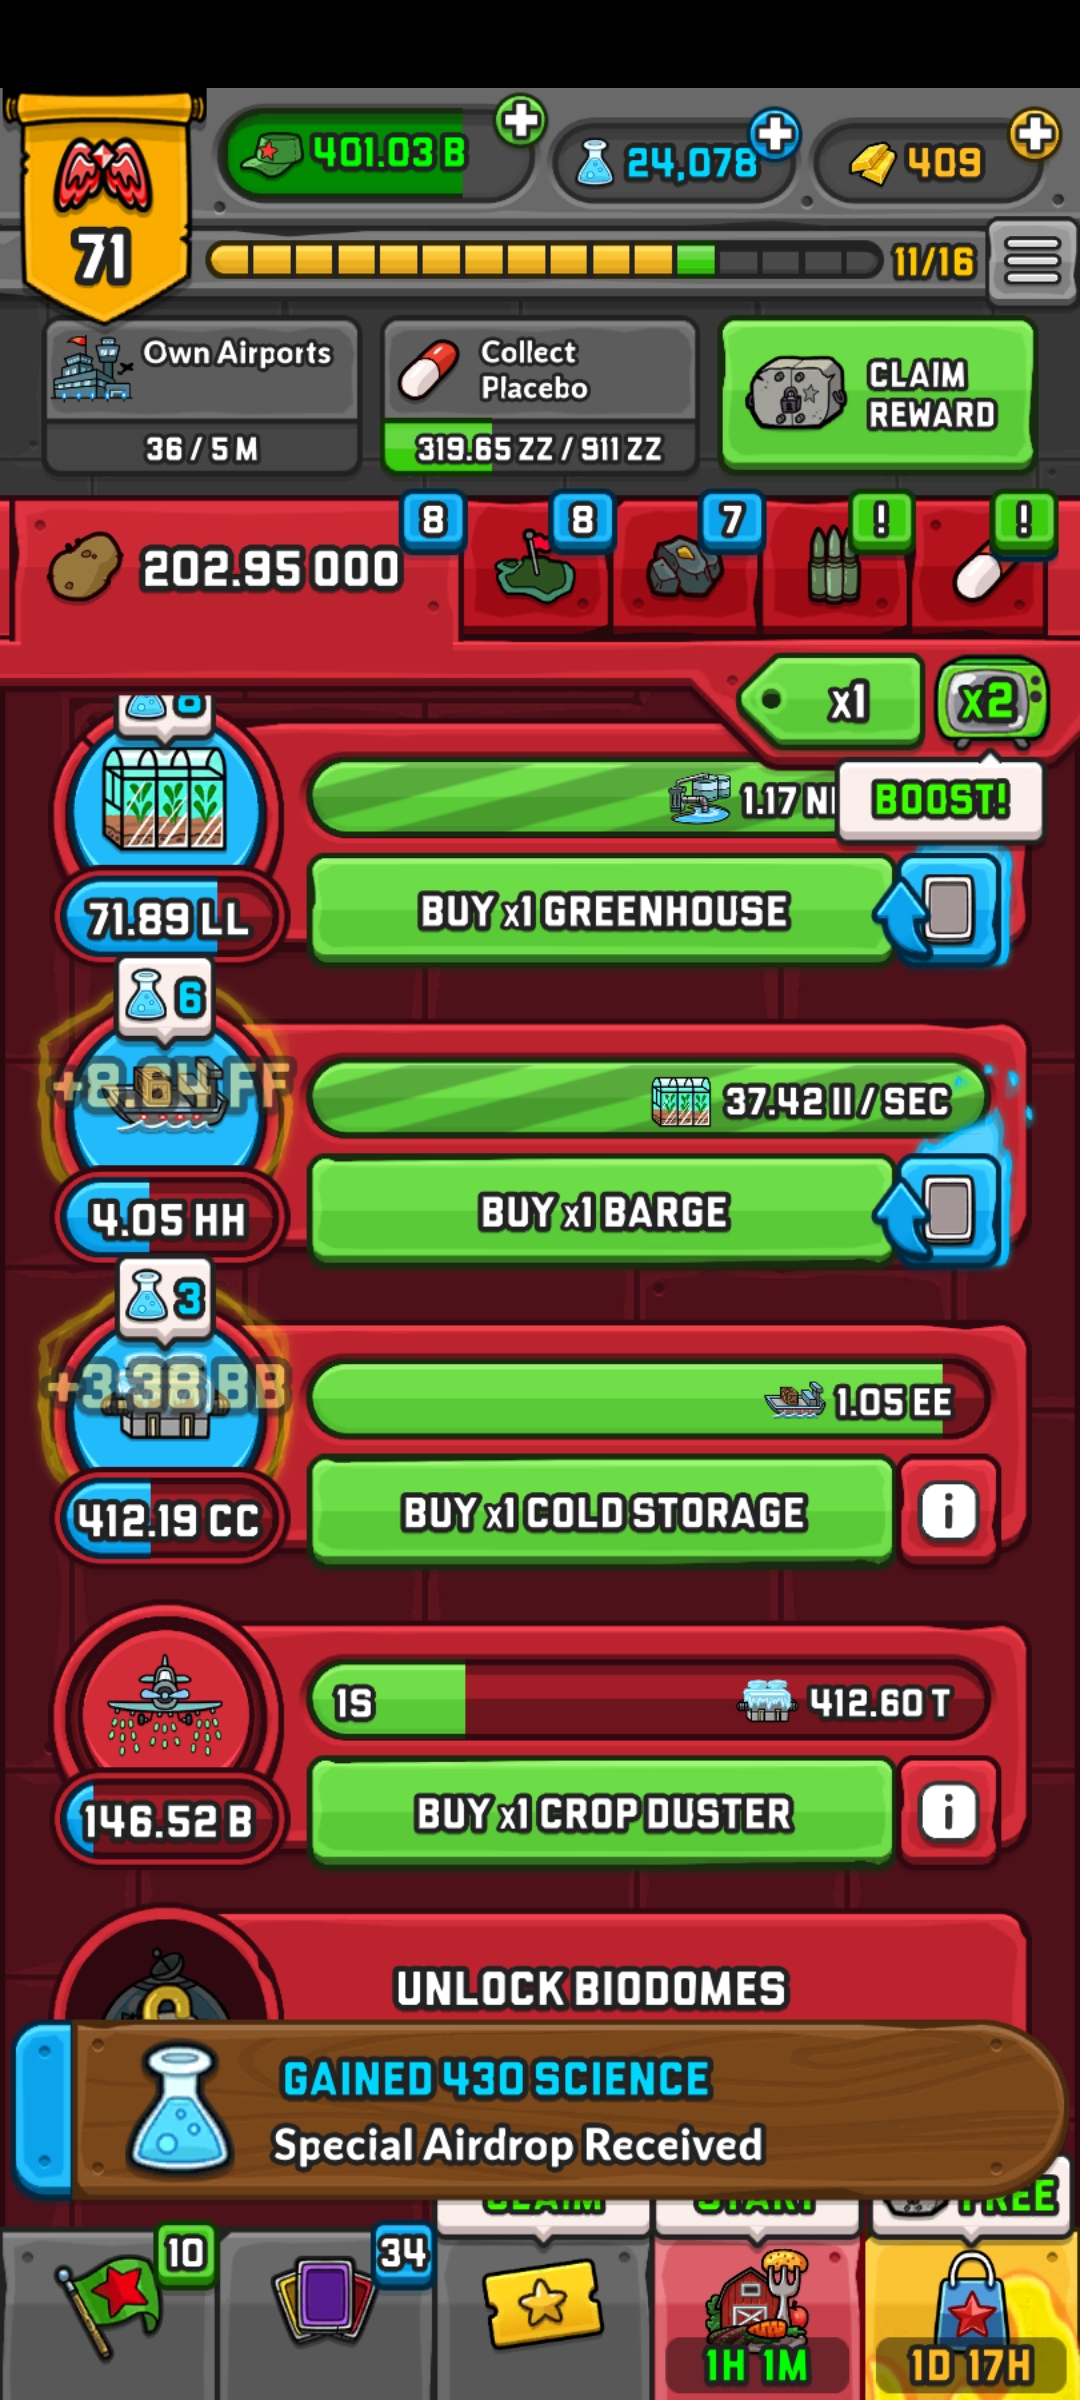 401.03 B
24,078
409
71
11/16
Own Airports
36 / 5 M
Collect
Placebo
319.65 ZZ / 911 ZZ
CLAIM
REWARD
202.95 000
8
8
7
!
!
x1
x2
BOOST!
1.17
71.89 LL
BUY x1 GREENHOUSE
6
+8.64 FF
37.42 II / SEC
4.05 HH
BUY x1 BARGE
3
+3.38 BB
1.05 EE
412.19 CC
BUY x1 COLD STORAGE
i
1S
412.60 T
146.52 B
BUY x1 CROP DUSTER
i
UNLOCK BIODOMES
GAINED 430 SCIENCE
Special Airdrop Received
CLAIM
START
FREE
10
34
1H 1M
1D 17H